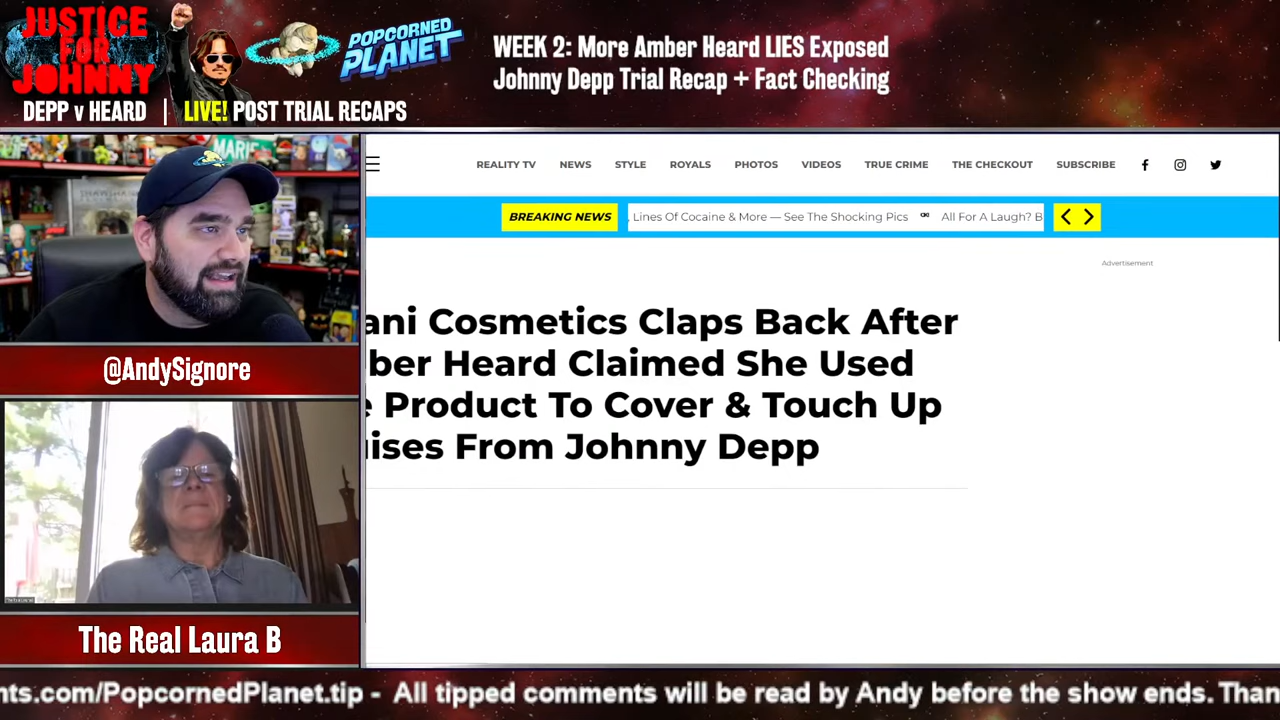 JUSTICE
FOR
JOHNNY
POPCORNED
PLANET
DEPP v HEARD | LIVE! POST TRIAL RECAPS
WEEK 2: More Amber Heard LIES Exposed
Johnny Depp Trial Recap + Fact Checking
MARIE
REALITY TV NEWS STYLE ROYALS PHOTOS VIDEOS TRUE CRIME THE CHECKOUT SUBSCRIBE
BREAKING NEWS
Lines Of Cocaine & More — See The Shocking Pics
All For A Laugh? B
Advertisement
ani Cosmetics Claps Back After
ber Heard Claimed She Used
e Product To Cover & Touch Up
ises From Johnny Depp
@AndySignore
The Real Laura B
nts.com/PopcornedPlanet.tip - All tipped comments will be read by Andy before the show ends. Than